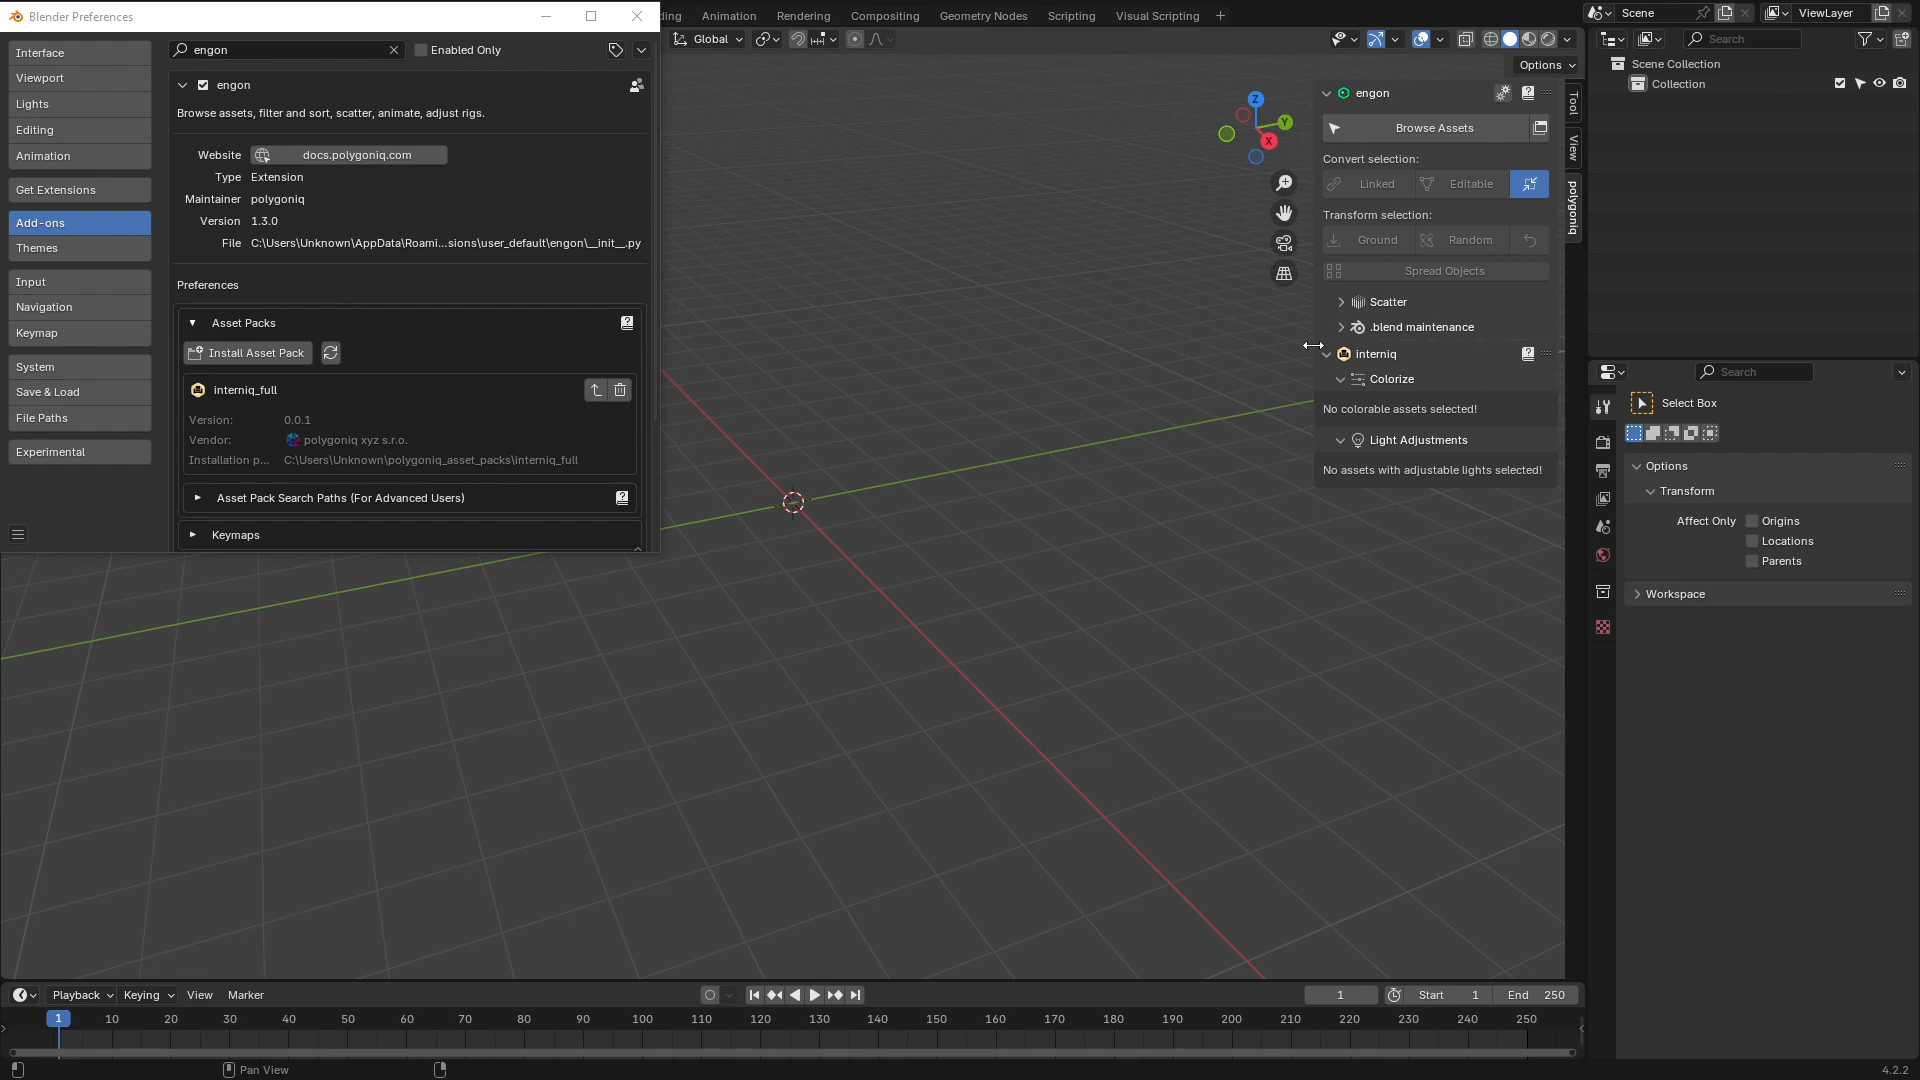 Blender Preferences
Interface
Viewport
Lights
Editing
Animation
Get Extensions
Add-ons
Themes
Input
Navigation
Keymap
System
Save & Load
File Paths
Experimental
engon
Enabled Only
engon
Browse assets, filter and sort, scatter, animate, adjust rigs.
Website docs.polygoniq.com
Type Extension
Maintainer polygoniq
Version 1.3.0
File C:\Users\Unknown\AppData\Roami...sions\user_default\engon\__init__.py
Preferences
Asset Packs
Install Asset Pack
interniq_full
Version: 0.0.1
Vendor: polygoniq xyz s.r.o.
Installation p... C:\Users\Unknown\polygoniq_asset_packs\interniq_full
Asset Pack Search Paths (For Advanced Users)
Keymaps
ding Animation Rendering Compositing Geometry Nodes Scripting Visual Scripting
Global
Options
Z
Y
X
engon
Browse Assets
Convert selection:
Linked Editable
Transform selection:
Ground Random
Spread Objects
Scatter
.blend maintenance
interniq
Colorize
No colorable assets selected!
Light Adjustments
No assets with adjustable lights selected!
Tool
View
polygoniq
Scene ViewLayer
Search
Scene Collection
Collection
Search
Select Box
Options
Transform
Affect Only Origins
Locations
Parents
Workspace
Playback Keying View Marker
1 Start 1 End 250
1 10 20 30 40 50 60 70 80 90 100 110 120 130 140 150 160 170 180 190 200 210 220 230 240 250
Pan View
4.2.2